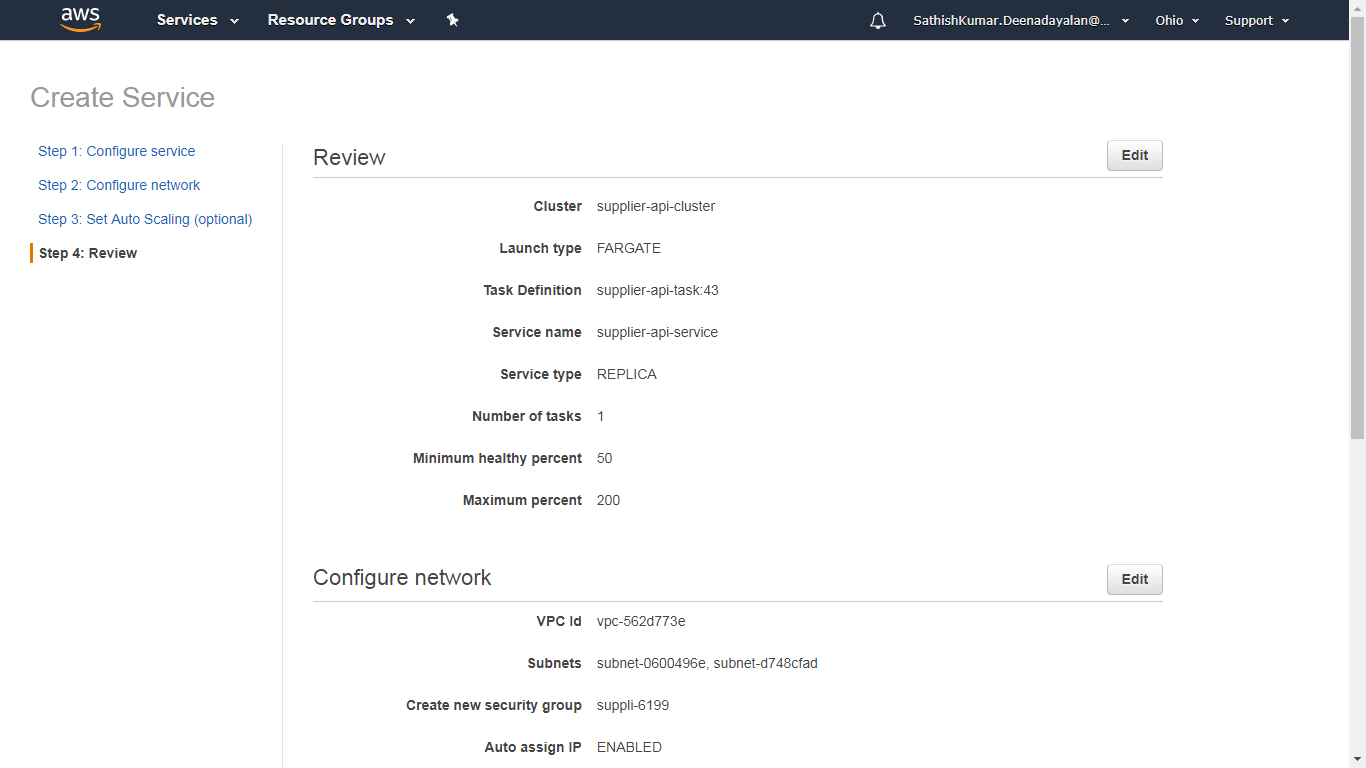 aws Services Resource Groups SathishKumar.Deenadayalan@... Ohio Support
Create Service
Step 1: Configure service
Step 2: Configure network
Step 3: Set Auto Scaling (optional)
Step 4: Review
Review Edit
Cluster supplier-api-cluster
Launch type FARGATE
Task Definition supplier-api-task:43
Service name supplier-api-service
Service type REPLICA
Number of tasks 1
Minimum healthy percent 50
Maximum percent 200
Configure network Edit
VPC Id vpc-562d773e
Subnets subnet-0600496e, subnet-d748cfad
Create new security group suppli-6199
Auto assign IP ENABLED